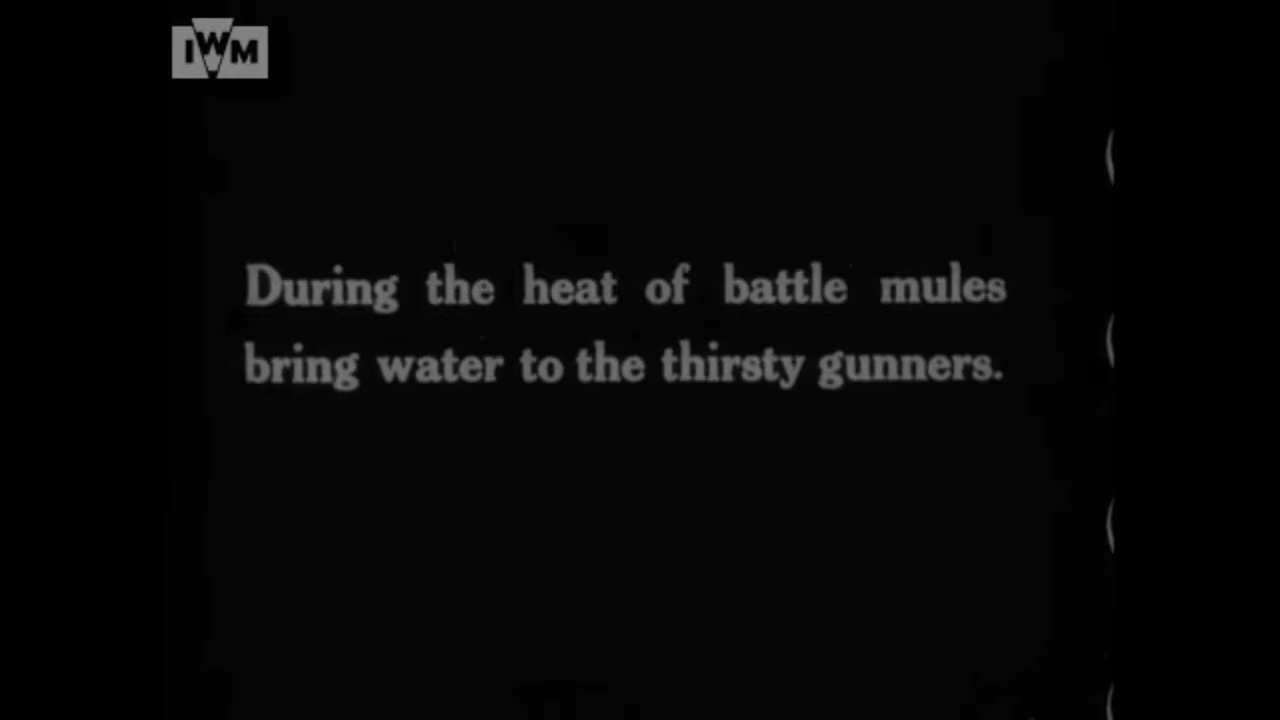 IWM
During the heat of battle mules
bring water to the thirsty gunners.